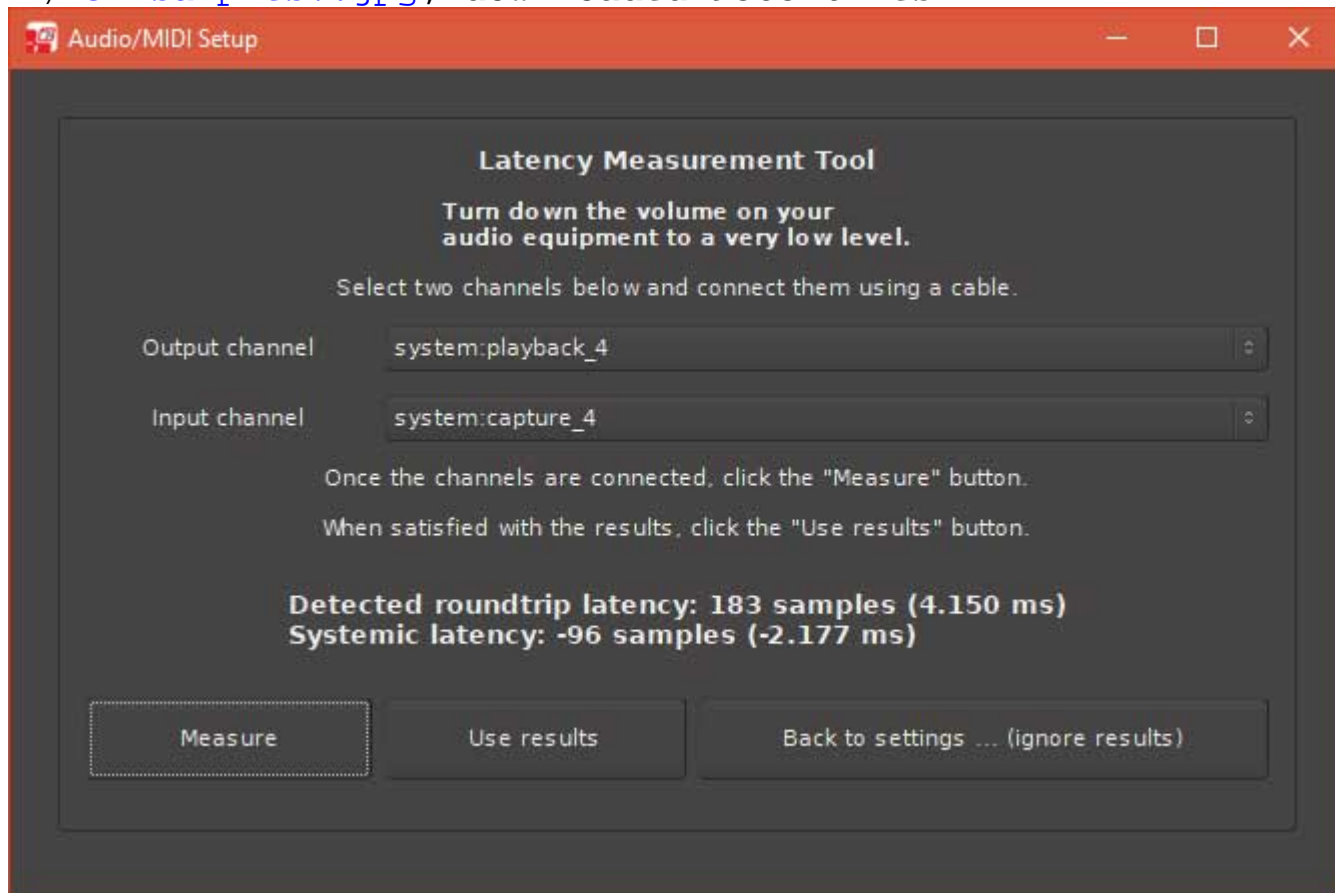 Audio/MIDI Setup
Latency Measurement Tool
Turn down the volume on your
audio equipment to a very low level.
Select two channels below and connect them using a cable.
Output channel system:playback_4
Input channel system:capture_4
Once the channels are connected, click the "Measure" button.
When satisfied with the results, click the "Use results" button.
Detected roundtrip latency: 183 samples (4.150 ms)
Systemic latency: -96 samples (-2.177 ms)
Measure Use results Back to settings ... (ignore results)